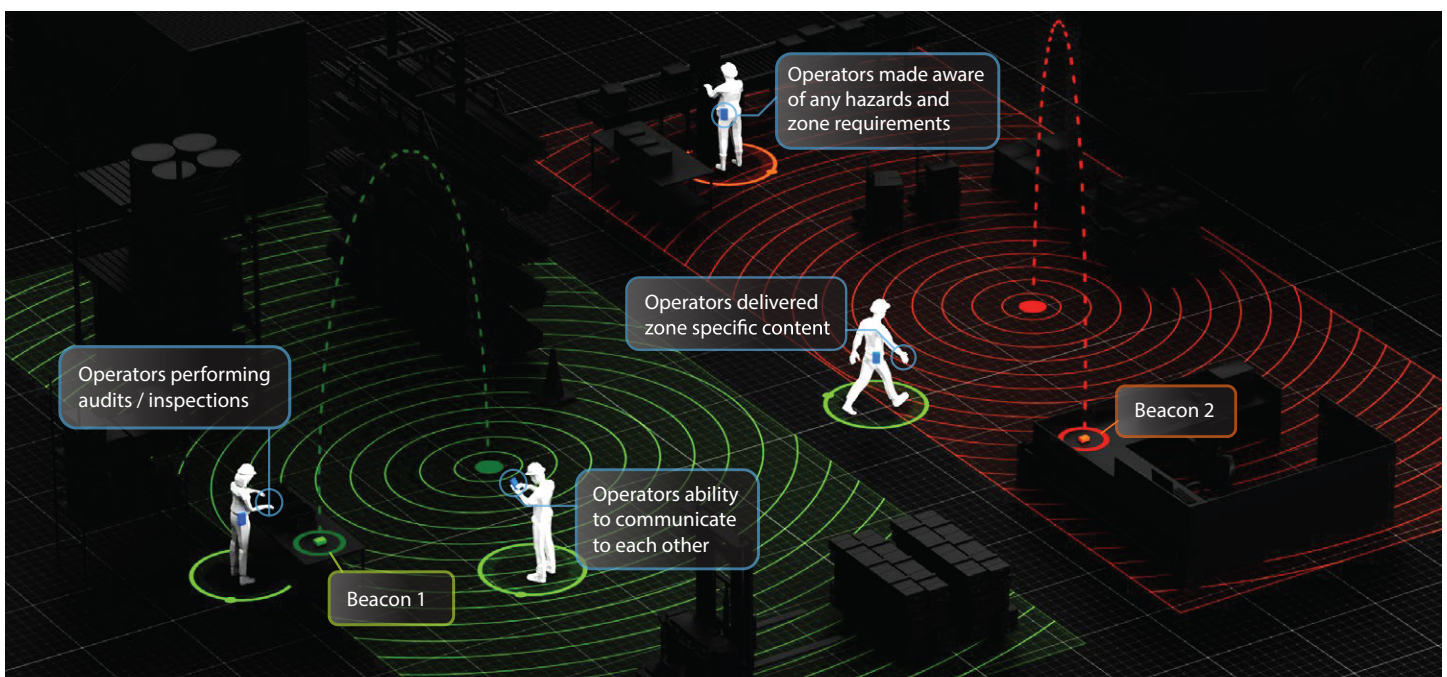 Operators made aware
of any hazards and
zone requirements
Operators delivered
zone specific content
Operators performing
audits / inspections
Beacon 2
Operators ability
to communicate
to each other
Beacon 1